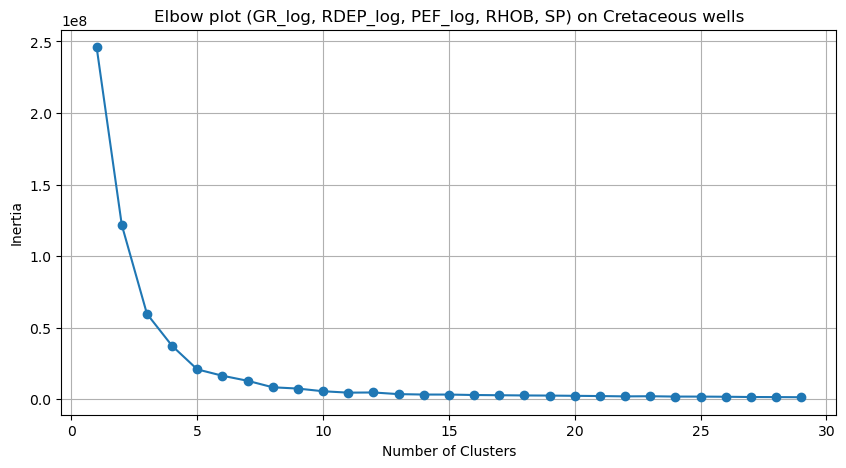 Elbow plot (GR_log, RDEP_log, PEF_log, RHOB, SP) on Cretaceous wells
1e8
2.5
2.0
1.5
1.0
0.5
0.0
Inertia
0 5 10 15 20 25 30
Number of Clusters